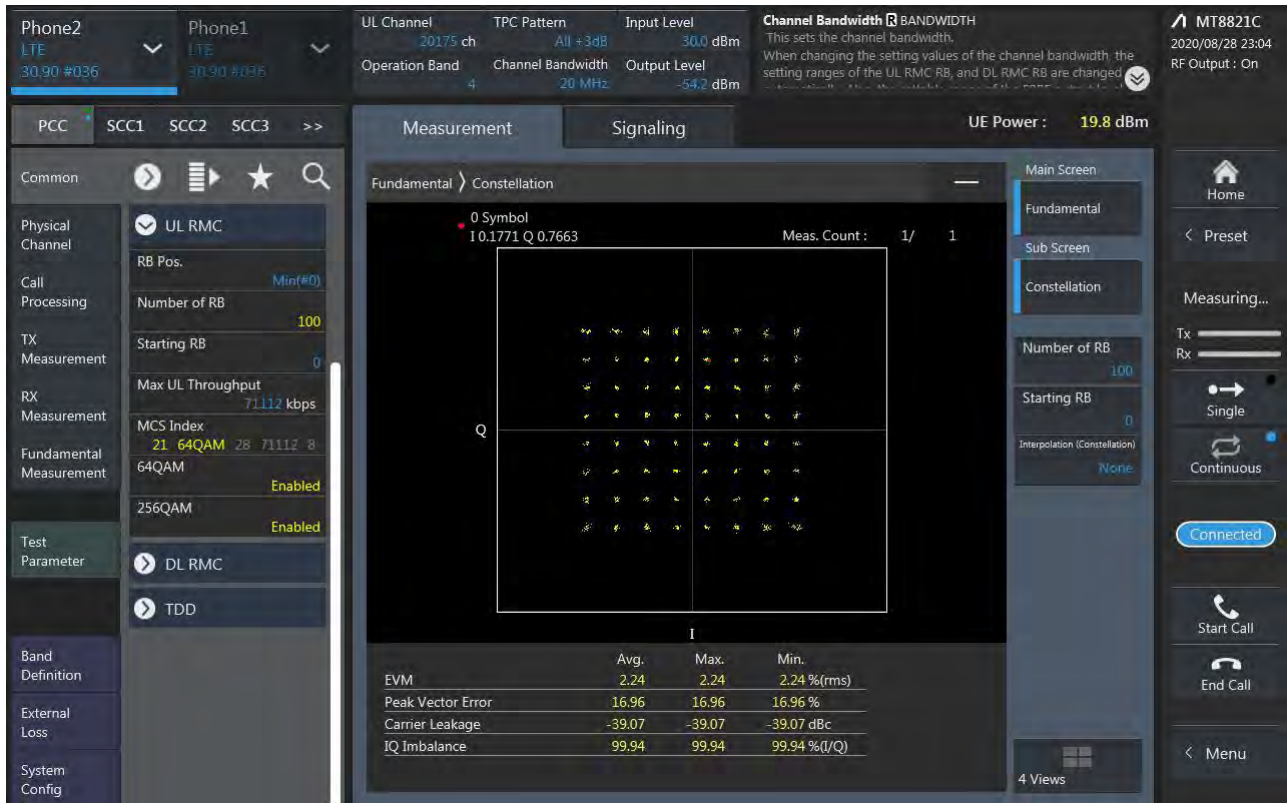 Phone2
LTE
30.90 #036
Phone1
LTE
30.90 #036
UL Channel
20175 ch
Operation Band
4
TPC Pattern
All +3dB
Channel Bandwidth
20 MHz
Input Level
30.0 dBm
Output Level
-54.2 dBm
Channel Bandwidth R BANDWIDTH
This sets the channel bandwidth.
When changing the setting values of the channel bandwidth, the
setting ranges of the UL RMC RB, and DL RMC RB are changed
MT8821C
2020/08/28 23:04
RF Output : On
PCC SCC1 SCC2 SCC3 >>
Measurement
Signaling
UE Power : 19.8 dBm
Common
Physical
Channel
Call
Processing
TX
Measurement
RX
Measurement
Fundamental
Measurement
Test
Parameter
Band
Definition
External
Loss
System
Config
UL RMC
RB Pos.
Min(#0)
Number of RB
100
Starting RB
0
Max UL Throughput
71112 kbps
MCS Index
21 64QAM 28 71112 8
64QAM
Enabled
256QAM
Enabled
DL RMC
TDD
Fundamental > Constellation
0 Symbol
I 0.1771 Q 0.7663
Meas. Count : 1/ 1
Q
I
Avg. Max. Min.
EVM 2.24 2.24 2.24 %(rms)
Peak Vector Error 16.96 16.96 16.96 %
Carrier Leakage -39.07 -39.07 -39.07 dBc
IQ Imbalance 99.94 99.94 99.94 %(I/Q)
Main Screen
Fundamental
Sub Screen
Constellation
Number of RB
100
Starting RB
0
Interpolation (Constellation)
None
4 Views
Home
< Preset
Measuring...
Tx
Rx
Single
Continuous
Connected
Start Call
End Call
< Menu